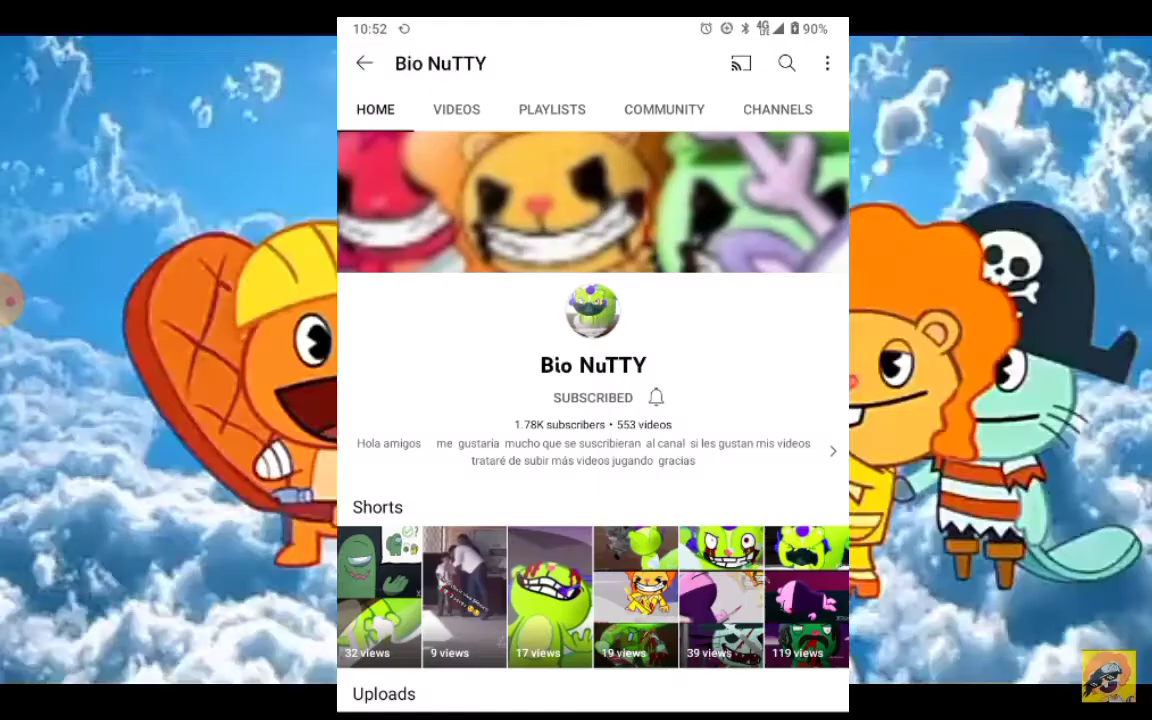 10:52
4G
90%
Bio NuTTY
HOME VIDEOS PLAYLISTS COMMUNITY CHANNELS
Bio NuTTY
SUBSCRIBED
1.78K subscribers • 553 videos
Hola amigos me gustaria mucho que se suscribieran al canal si les gustan mis videos
trataré de subir más videos jugando gracias
Shorts
32 views 9 views 17 views 19 views 39 views 119 views
Uploads